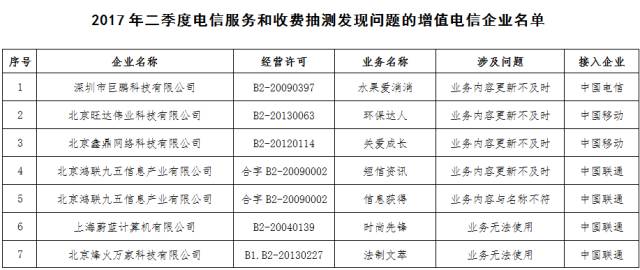 2017年二季度电信服务和收费抽测发现问题的增值电信企业名单
序号 企业名称 经营许可 业务名称 涉及问题 接入企业
1 深圳市巨鹏科技有限公司 B2-20090397 水果爱消消 业务内容更新不及时 中国电信
2 北京旺达伟业科技有限公司 B2-20130063 环保达人 业务内容更新不及时 中国移动
3 北京鑫鼎网络科技有限公司 B2-20120114 关爱成长 业务内容更新不及时 中国移动
4 北京鸿联九五信息产业有限公司 合字B2-20090002 短信资讯 业务内容更新不及时 中国联通
5 北京鸿联九五信息产业有限公司 合字B2-20090002 信息获得 业务内容与名称不符 中国联通
6 上海蔚蓝计算机有限公司 B2-20040139 时尚先锋 业务无法使用 中国联通
7 北京烽火万家科技有限公司 B1.B2-20130227 法制文萃 业务无法使用 中国联通